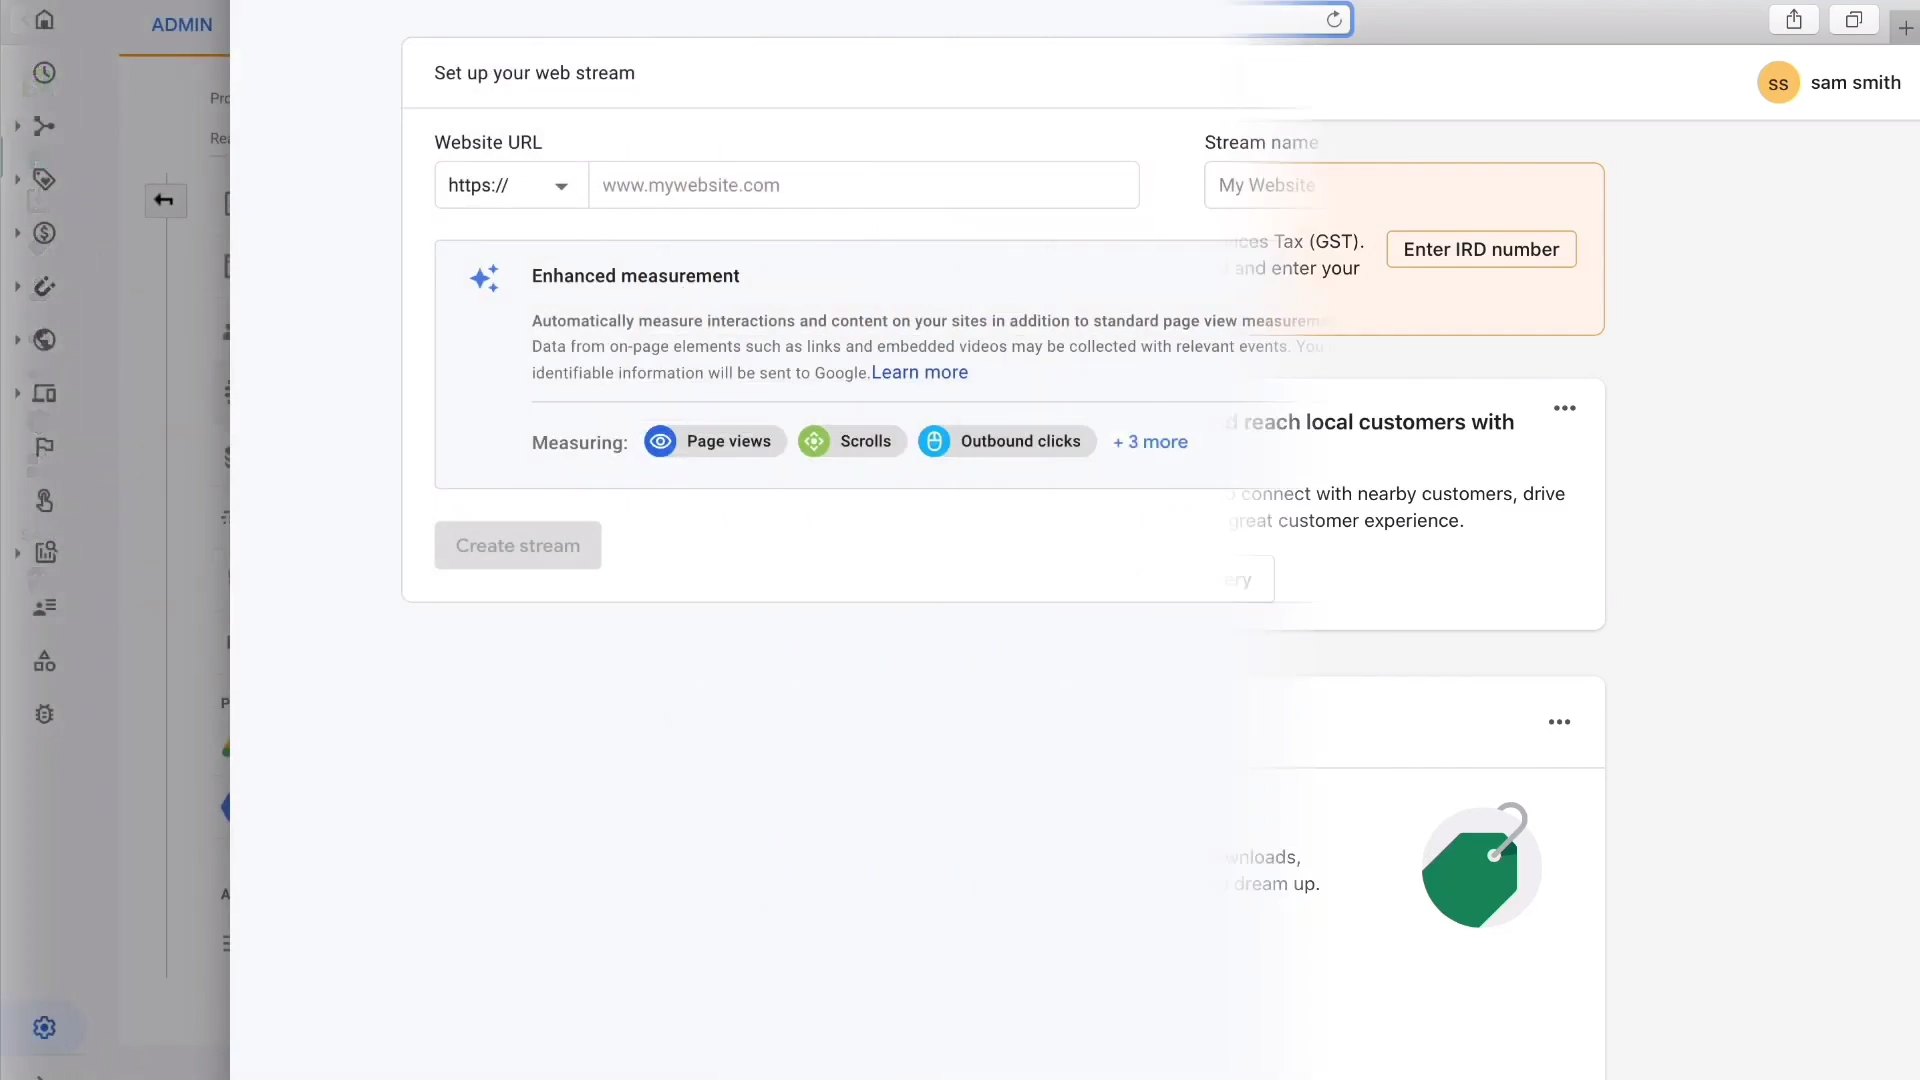 ADMIN
Set up your web stream
SS sam smith
Website URL
Stream name
https://
www.mywebsite.com
My Website
Tax (GST).
and enter your
Enter IRD number
Enhanced measurement
Automatically measure interactions and content on your sites in addition to standard page view
Data from on-page elements such as links and embedded videos may be collected with relevant events. You
identifiable information will be sent to Google. Learn more
reach local customers with
Measuring: Page views Scrolls Outbound clicks + 3 more
connect with nearby customers, drive
great customer experience.
Create stream
dream up.